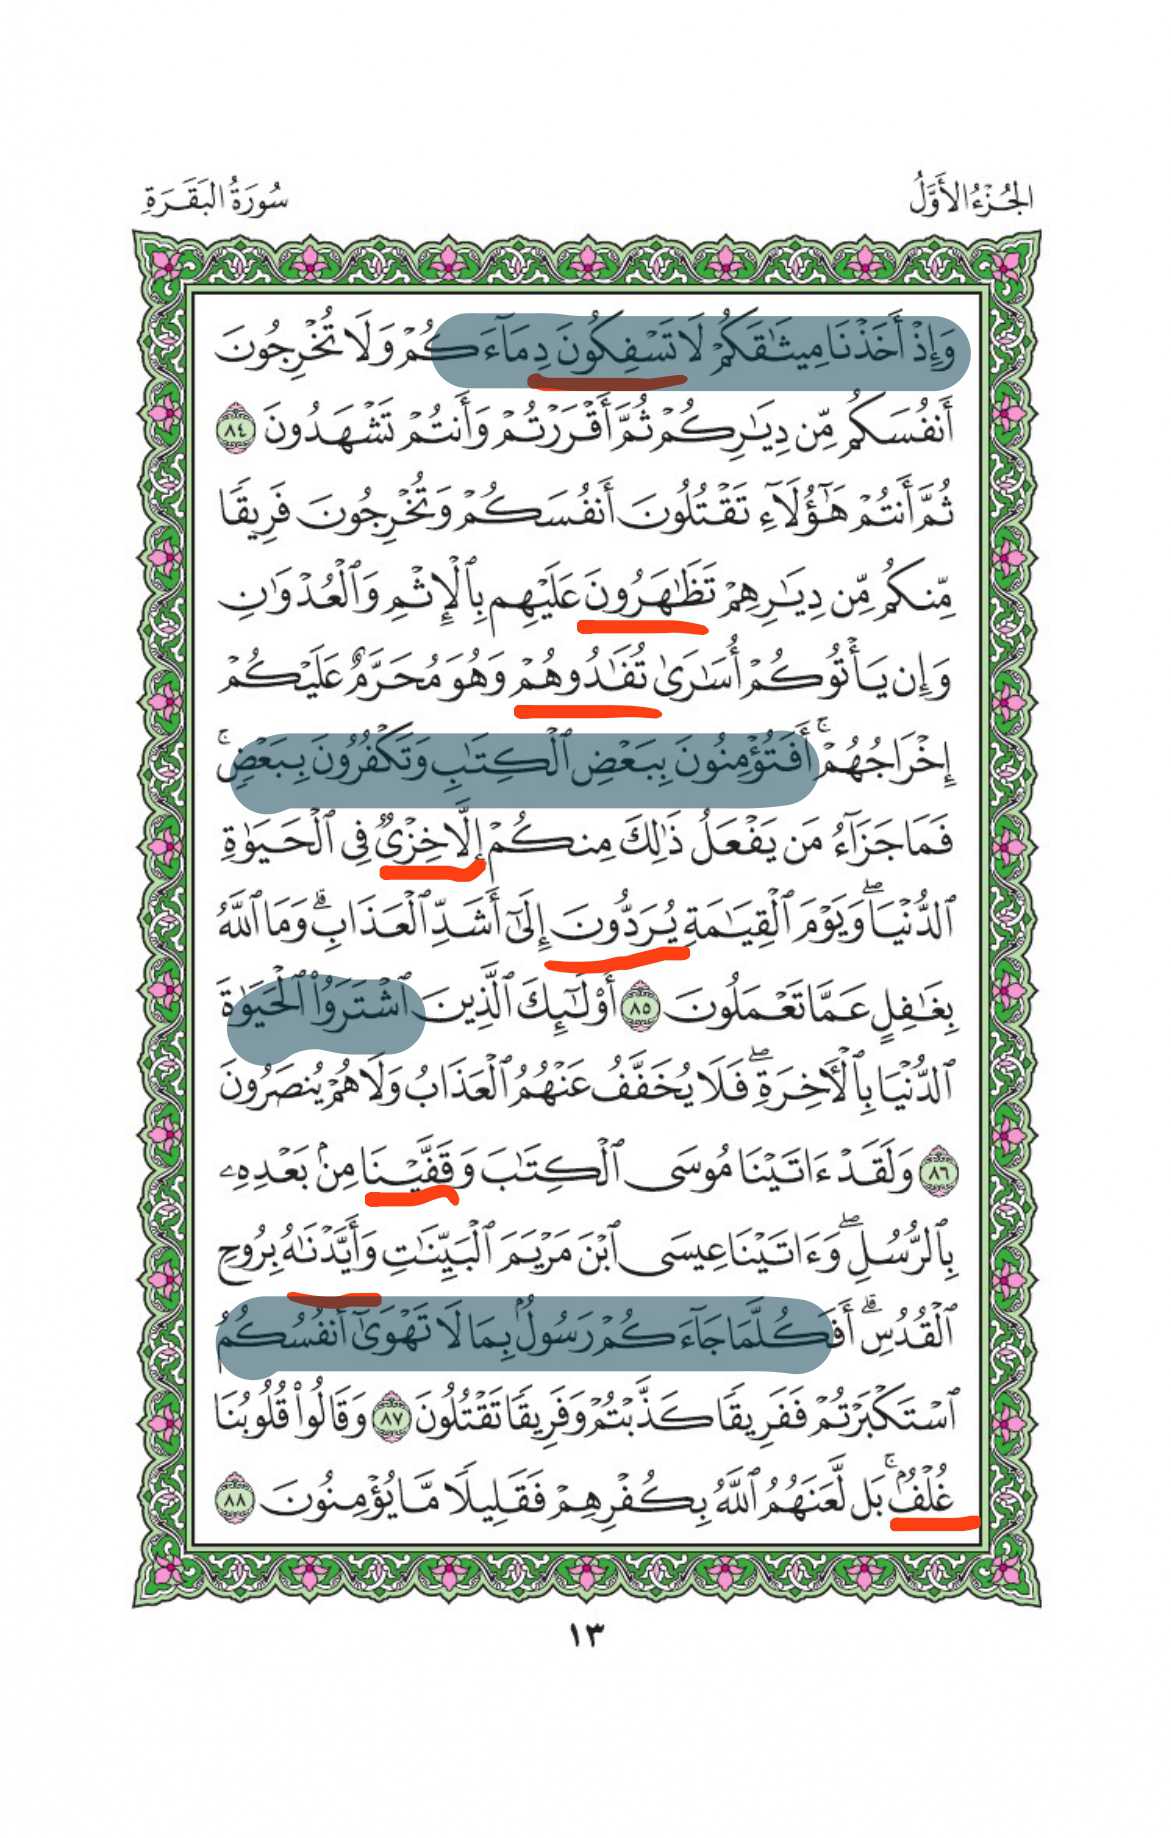 الجُزْءُ الأَوَّلُ
سُورَةُ البَقَرَةِ
وَإِذْ أَخَذْنَا مِيثَٰقَكُمْ لَا تَسْفِكُونَ دِمَآءَكُمْ وَلَا تُخْرِجُونَ
أَنفُسَكُم مِّن دِيَٰرِكُمْ ثُمَّ أَقْرَرْتُمْ وَأَنتُمْ تَشْهَدُونَ ٨٤
ثُمَّ أَنتُمْ هَٰٓؤُلَآءِ تَقْتُلُونَ أَنفُسَكُمْ وَتُخْرِجُونَ فَرِيقًا
مِّنكُم مِّن دِيَٰرِهِمْ تَظَٰهَرُونَ عَلَيْهِم بِٱلْإِثْمِ وَٱلْعُدْوَٰنِ
وَإِن يَأْتُوكُمْ أُسَٰرَىٰ تُفَٰدُوهُمْ وَهُوَ مُحَرَّمٌ عَلَيْكُمْ
إِخْرَاجُهُمْ ۚ أَفَتُؤْمِنُونَ بِبَعْضِ ٱلْكِتَٰبِ وَتَكْفُرُونَ بِبَعْضٍ ۚ
فَمَا جَزَآءُ مَن يَفْعَلُ ذَٰلِكَ مِنكُمْ إِلَّا خِزْىٌ فِى ٱلْحَيَوٰةِ
ٱلدُّنْيَا ۖ وَيَوْمَ ٱلْقِيَٰمَةِ يُرَدُّونَ إِلَىٰٓ أَشَدِّ ٱلْعَذَابِ ۗ وَمَا ٱللَّهُ
بِغَٰفِلٍ عَمَّا تَعْمَلُونَ ٨٥ أُو۟لَٰٓئِكَ ٱلَّذِينَ ٱشْتَرَوُا۟ ٱلْحَيَوٰةَ
ٱلدُّنْيَا بِٱلْءَاخِرَةِ ۖ فَلَا يُخَفَّفُ عَنْهُمُ ٱلْعَذَابُ وَلَا هُمْ يُنصَرُونَ
٨٦ وَلَقَدْ ءَاتَيْنَا مُوسَى ٱلْكِتَٰبَ وَقَفَّيْنَا مِنۢ بَعْدِهِۦ
بِٱلرُّسُلِ ۖ وَءَاتَيْنَا عِيسَى ٱبْنَ مَرْيَمَ ٱلْبَيِّنَٰتِ وَأَيَّدْنَٰهُ بِرُوحِ
ٱلْقُدُسِ ۗ أَفَكُلَّمَا جَآءَكُمْ رَسُولٌۢ بِمَا لَا تَهْوَىٰٓ أَنفُسُكُمُ
ٱسْتَكْبَرْتُمْ فَفَرِيقًا كَذَّبْتُمْ وَفَرِيقًا تَقْتُلُونَ ٨٧ وَقَالُوا۟ قُلُوبُنَا
غُلْفٌۢ ۚ بَل لَّعَنَهُمُ ٱللَّهُ بِكُفْرِهِمْ فَقَلِيلًا مَّا يُؤْمِنُونَ ٨٨
١٣